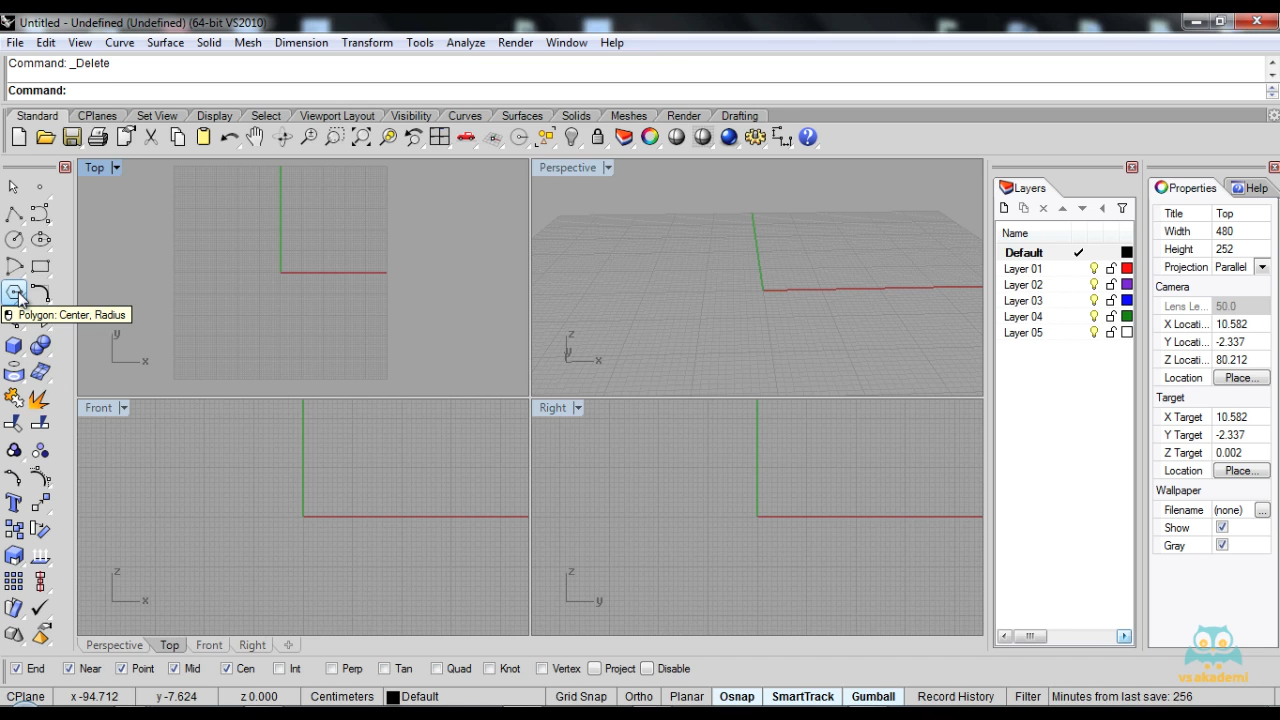 Untitled - Undefined (Undefined) (64-bit VS2010)
File Edit View Curve Surface Solid Mesh Dimension Transform Tools Analyze Render Window Help
Command: _Delete
Command:
Standard CPlanes Set View Display Select Viewport Layout Visibility Curves Surfaces Solids Meshes Render Drafting
Top
Perspective
Polygon: Center, Radius
y
x
z
y
x
Front
Right
z
x
z
y
Layers
Name
Default
Layer 01
Layer 02
Layer 03
Layer 04
Layer 05
Properties Help
Title Top
Width 480
Height 252
Projection Parallel
Camera
Lens Le... 50.0
X Locati... 10.582
Y Locati... -2.337
Z Locati... 80.212
Location Place...
Target
X Target 10.582
Y Target -2.337
Z Target 0.002
Location Place...
Wallpaper
Filename (none) ...
Show
Gray
vsakademi
Perspective Top Front Right
End Near Point Mid Cen Int Perp Tan Quad Knot Vertex Project Disable
CPlane x -94.712 y -7.624 z 0.000 Centimeters Default Grid Snap Ortho Planar Osnap SmartTrack Gumball Record History Filter Minutes from last save: 256